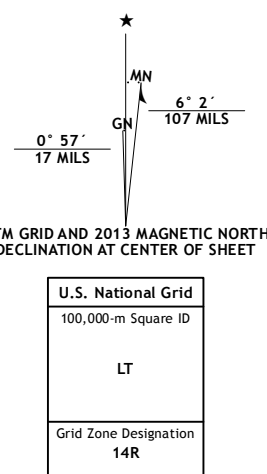 ★
MN
GN
6° 2´
107 MILS
0° 57´
17 MILS
TM GRID AND 2013 MAGNETIC NORTH
DECLINATION AT CENTER OF SHEET
U.S. National Grid
100,000-m Square ID
LT
Grid Zone Designation
14R